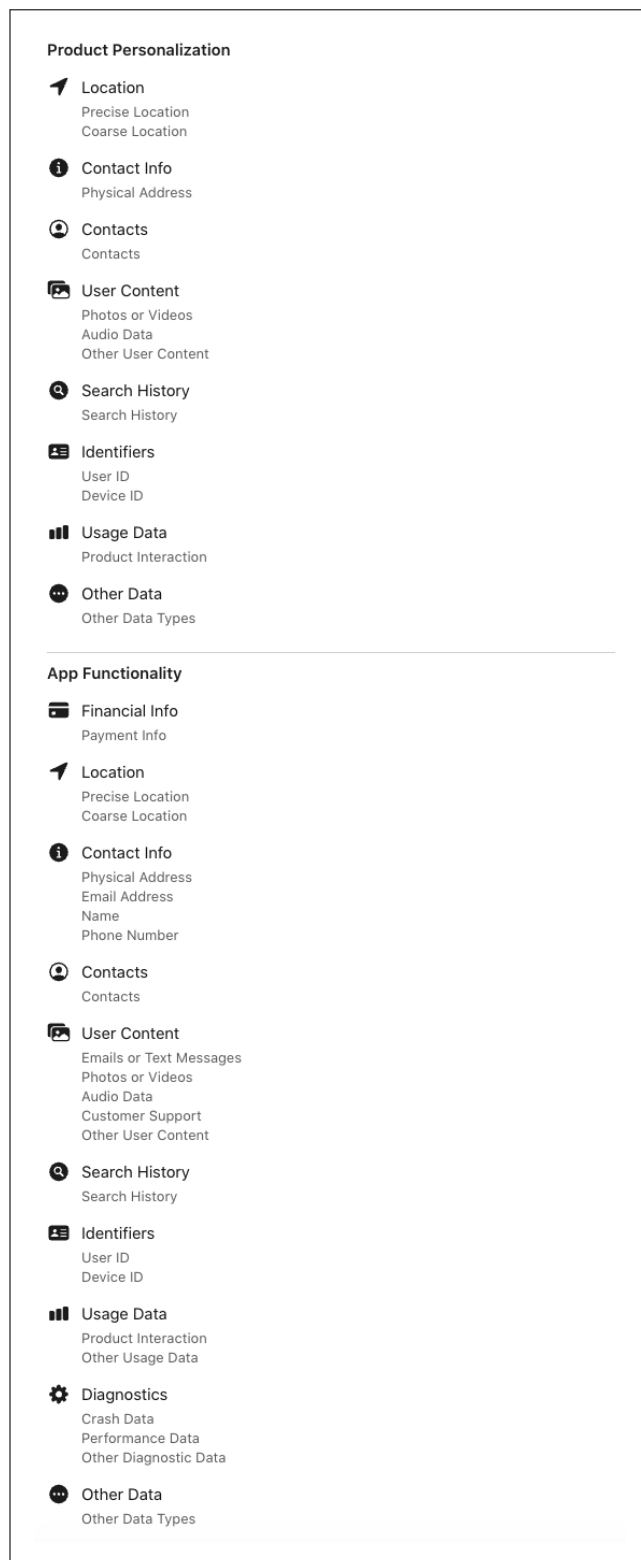 Product Personalization
Location
Precise Location
Coarse Location
Contact Info
Physical Address
Contacts
Contacts
User Content
Photos or Videos
Audio Data
Other User Content
Search History
Search History
Identifiers
User ID
Device ID
Usage Data
Product Interaction
Other Data
Other Data Types
App Functionality
Financial Info
Payment Info
Location
Precise Location
Coarse Location
Contact Info
Physical Address
Email Address
Name
Phone Number
Contacts
Contacts
User Content
Emails or Text Messages
Photos or Videos
Audio Data
Customer Support
Other User Content
Search History
Search History
Identifiers
User ID
Device ID
Usage Data
Product Interaction
Other Usage Data
Diagnostics
Crash Data
Performance Data
Other Diagnostic Data
Other Data
Other Data Types